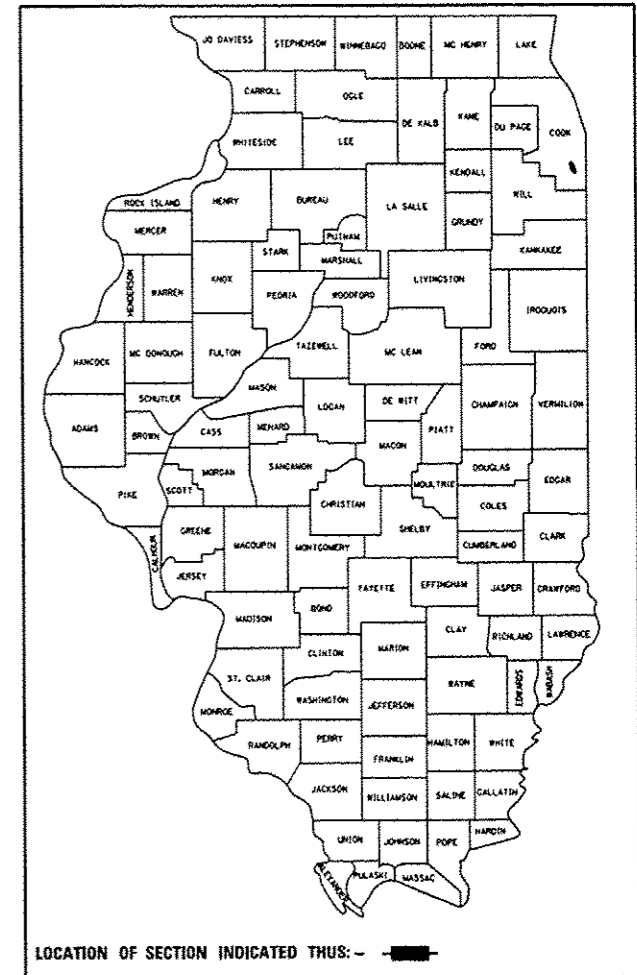 JO DAVIESS STEPHENSON WINNEBAGO BOONE MC HENRY LAKE
CARROLL OGLE DE KALB KANE DU PAGE COOK
WHITESIDE LEE KENDALL WILL
ROCK ISLAND HENRY BUREAU LA SALLE GRUNDY
MERCER PUTNAM KANKAKEE
STARK MARSHALL
HENDERSON WARREN KNOX PEORIA WOODFORD LIVINGSTON IROQUOIS
HANCOCK MC DONOUGH FULTON TAZEWELL MC LEAN FORD
SCHUYLER MASON LOGAN DE WITT CHAMPAIGN VERMILION
ADAMS BROWN CASS MENARD MACON PIATT
PIKE SCOTT MORGAN SANGAMON CHRISTIAN MOULTRIE DOUGLAS EDGAR
COLES
CALHOUN GREENE MACOUPIN MONTGOMERY SHELBY CUMBERLAND CLARK
JERSEY FAYETTE EFFINGHAM JASPER CRAWFORD
MADISON BOND CLAY RICHLAND LAWRENCE
CLINTON MARION
ST. CLAIR WASHINGTON JEFFERSON WAYNE EDWARDS WABASH
MONROE
RANDOLPH PERRY FRANKLIN HAMILTON WHITE
JACKSON WILLIAMSON SALINE GALLATIN
UNION JOHNSON POPE HARDIN
ALEXANDER PULASKI MASSAC
LOCATION OF SECTION INDICATED THUS: –